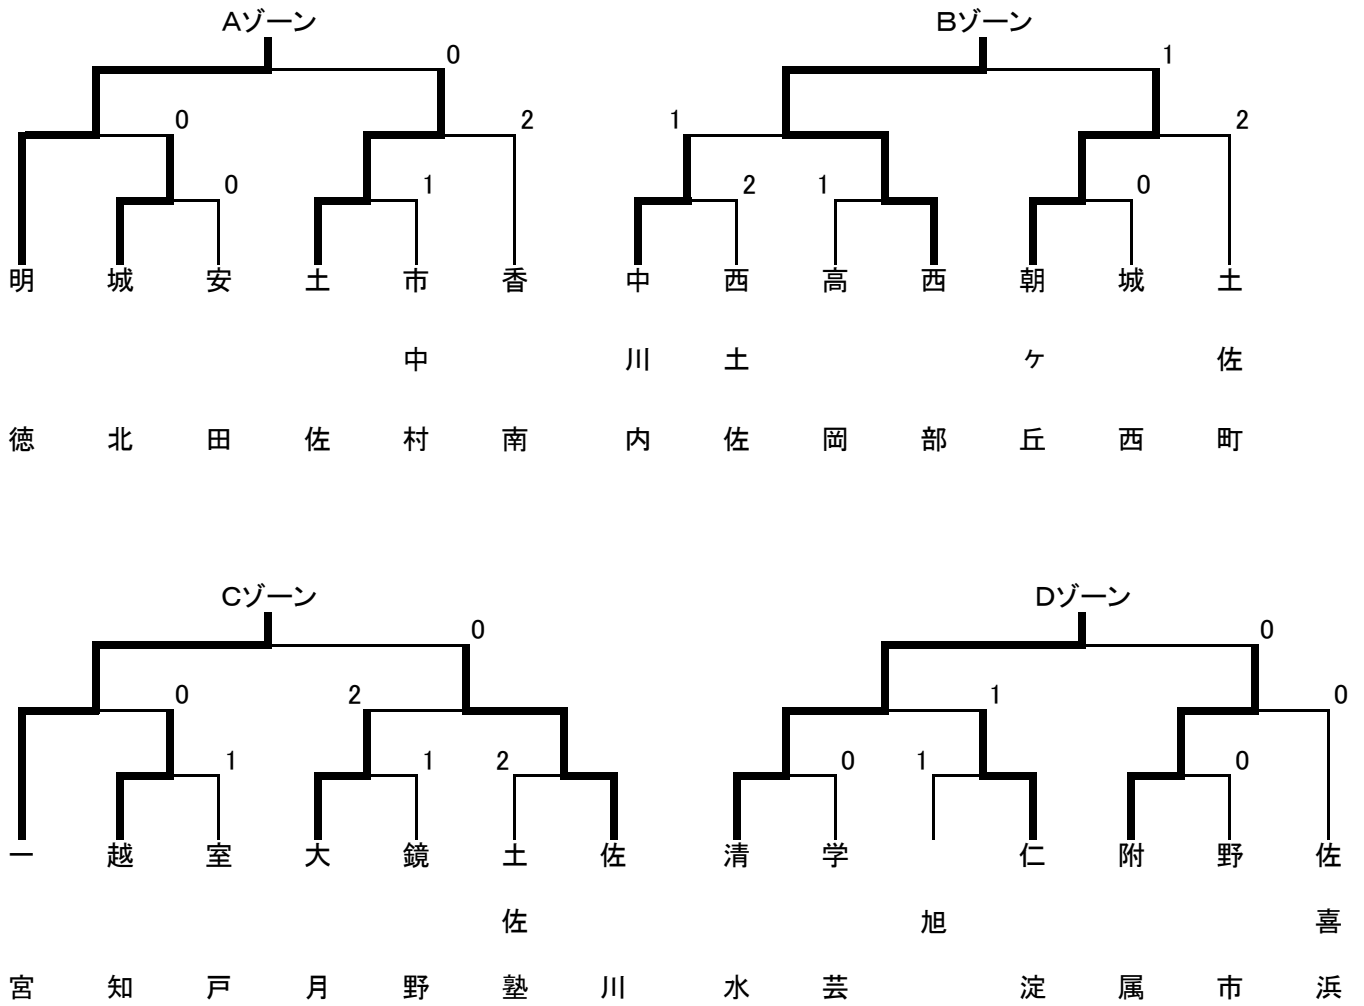 Aゾーン
Bゾーン
0
1
0
2
1
2
0
1
2
1
0
明徳
城北
安田
土佐
市中村
香南
中川内
西土佐
高岡
西部
朝ヶ丘
城西
土佐町
Cゾーン
Dゾーン
0
0
0
2
1
0
1
1
2
0
1
0
一宮
越知
室戸
大月
鏡野
土佐塾
佐川
清水
学芸
旭
仁淀
附属
野市
佐喜浜